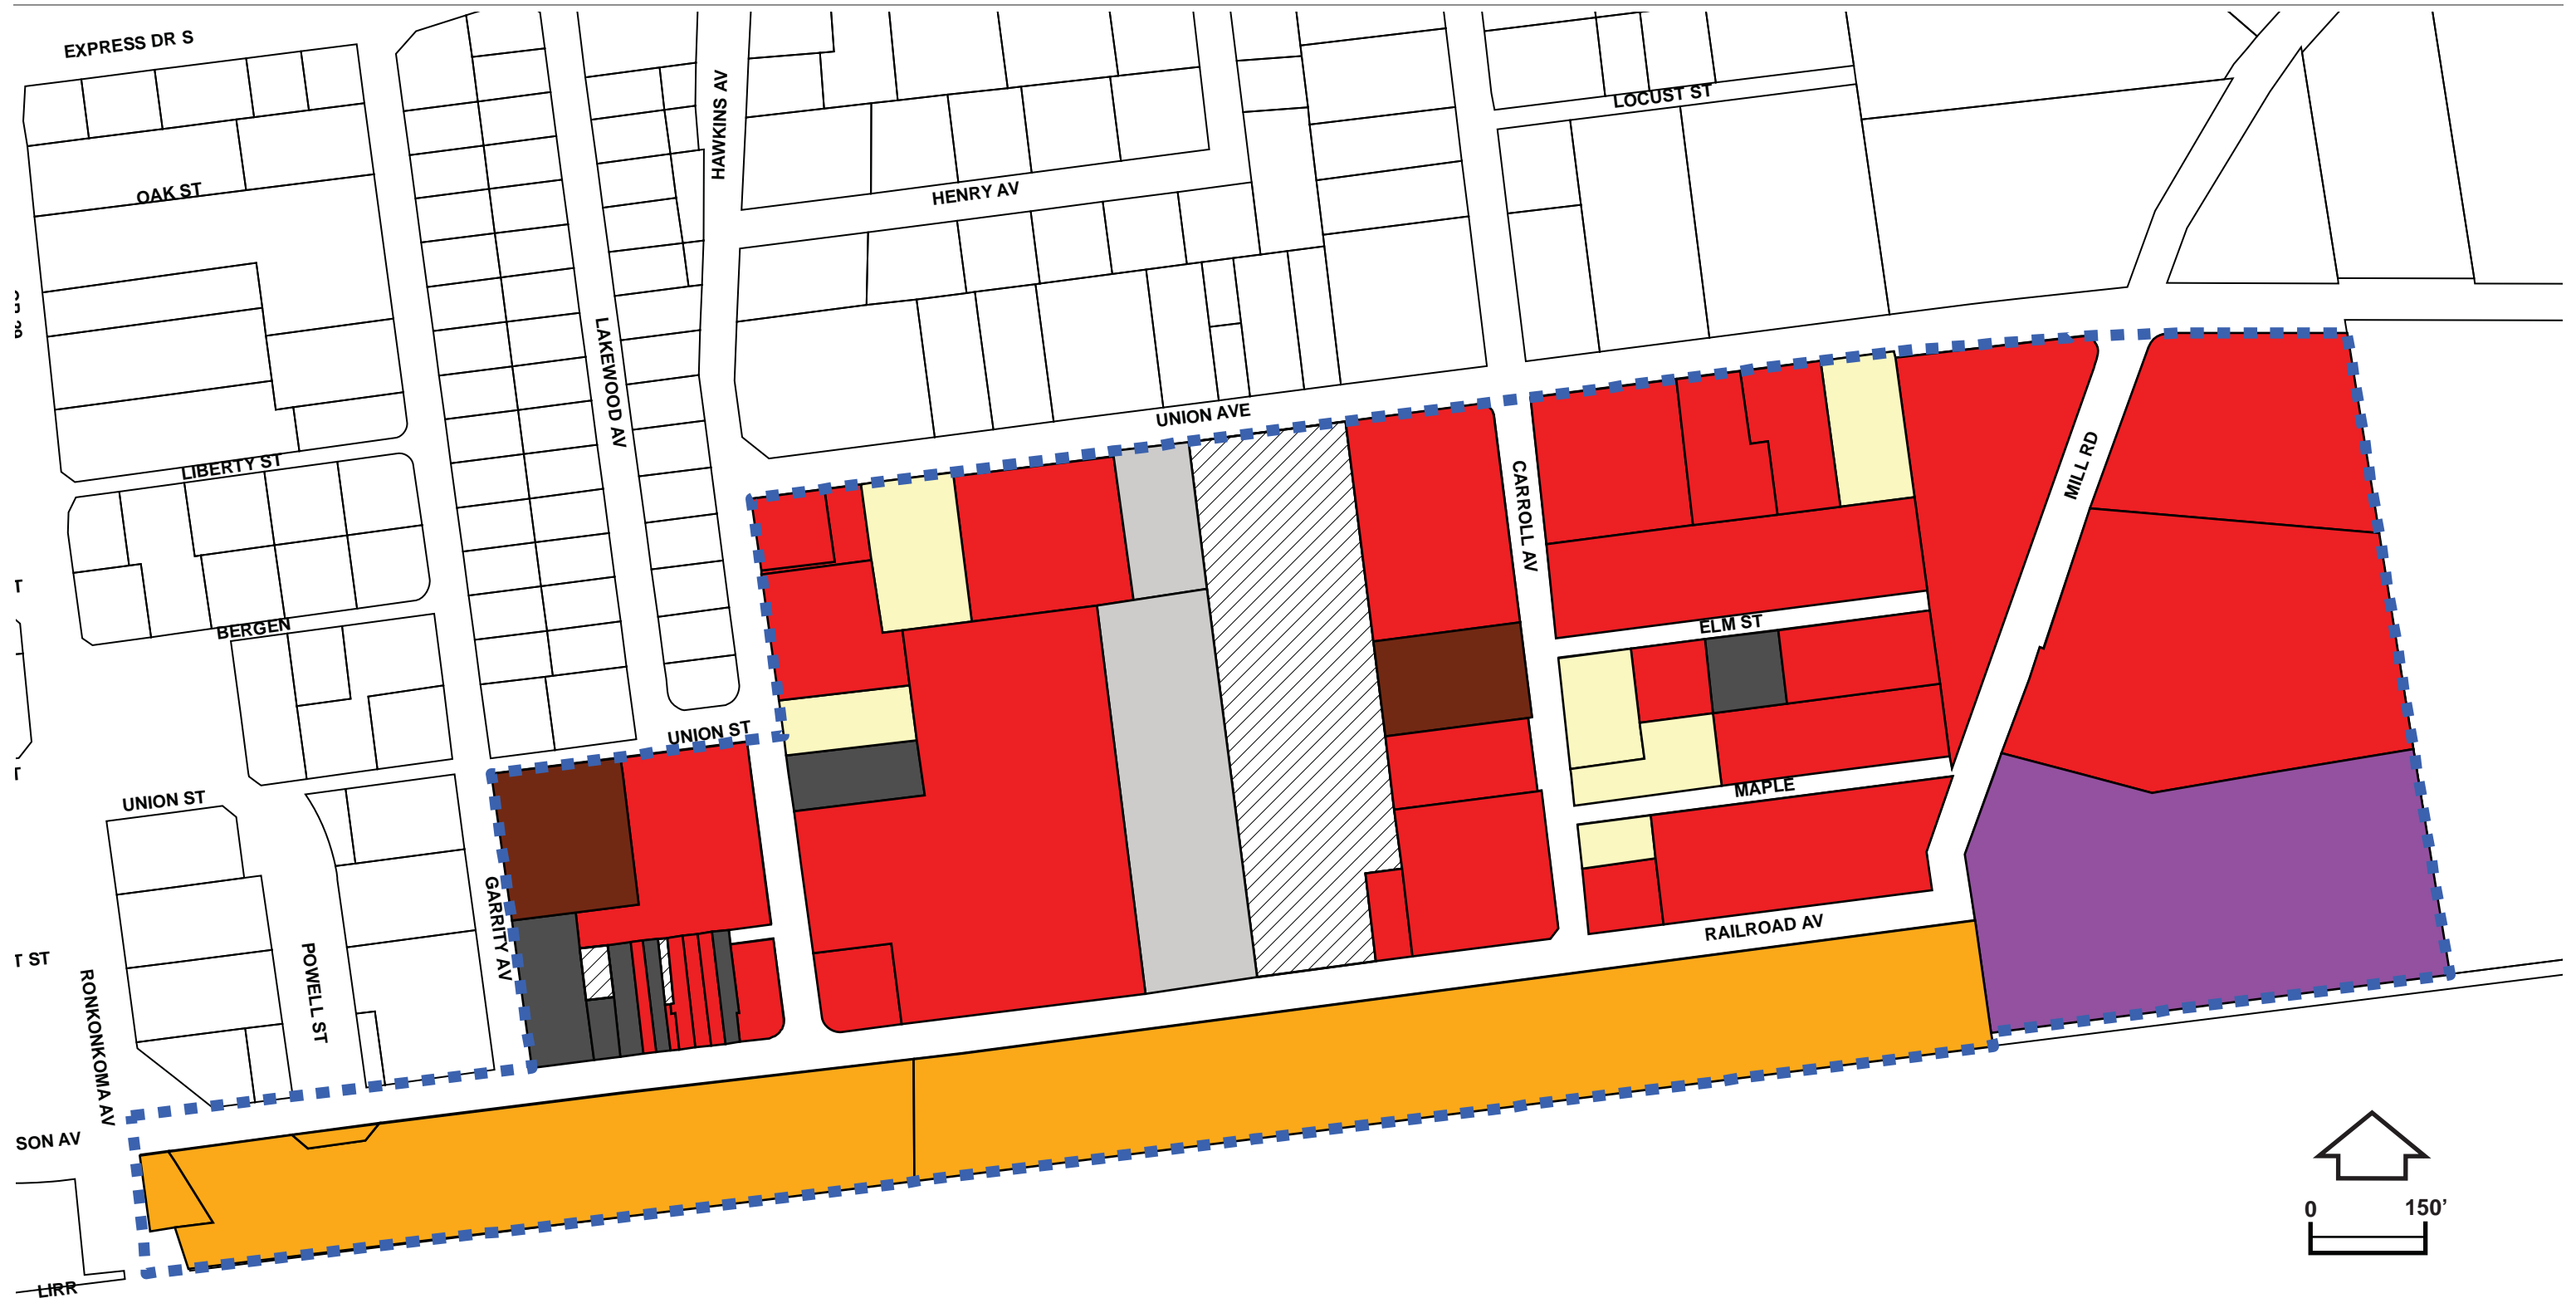 EXPRESS DR S
HAWKINS AV
LOCUST ST
OAK ST
HENRY AV
LAKEWOOD AV
UNION AVE
LIBERTY ST
CARROLL AV
MILL RD
BERGEN
ELM ST
UNION ST
UNION ST
MAPLE
GARRITY AV
RAILROAD AV
POWELL ST
T ST
RONKONKOMA AV
SON AV
LIRR
0 150’